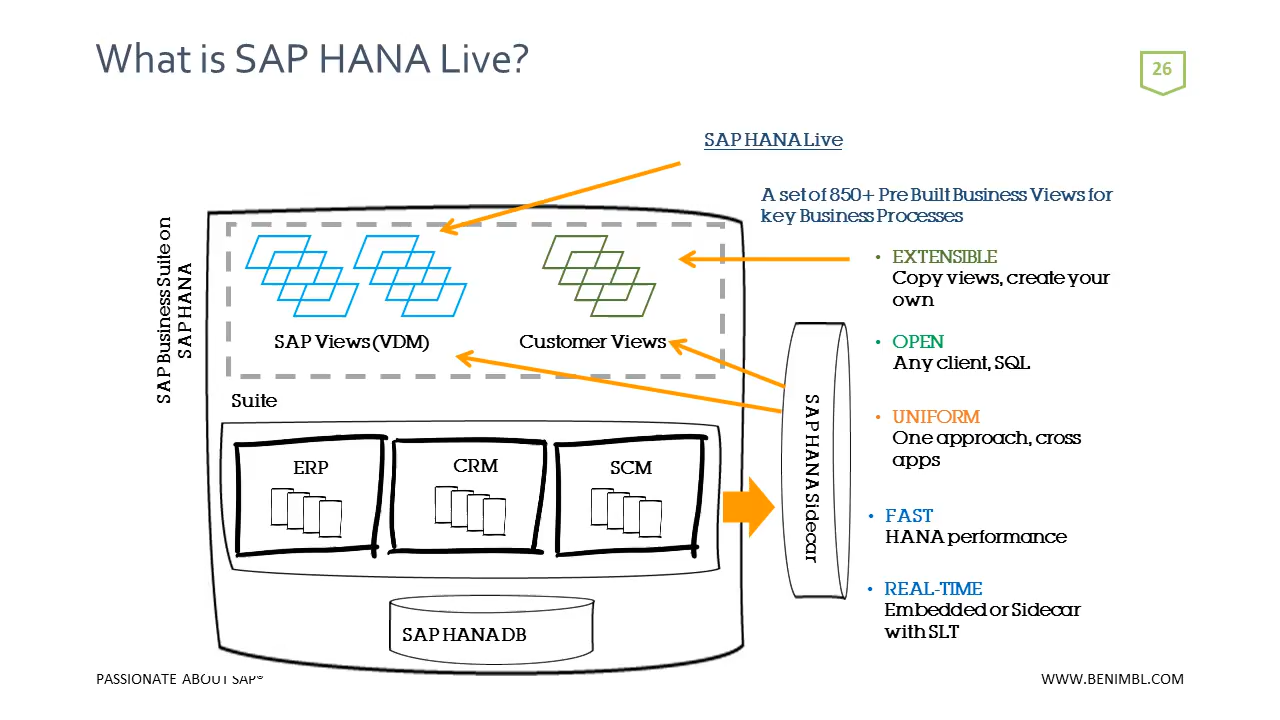 What is SAP HANA Live?
26
SAP HANA Live
A set of 850+ Pre Built Business Views for
key Business Processes
SAP Business Suite on
SAP HANA
SAP Views (VDM)
Customer Views
Suite
ERP
CRM
SCM
SAP HANA DB
SAP HANA Sidecar
• EXTENSIBLE
Copy views, create your
own
• OPEN
Any client, SQL
• UNIFORM
One approach, cross
apps
• FAST
HANA performance
• REAL-TIME
Embedded or Sidecar
with SLT
PASSIONATE ABOUT SAP®
WWW.BENIMBL.COM